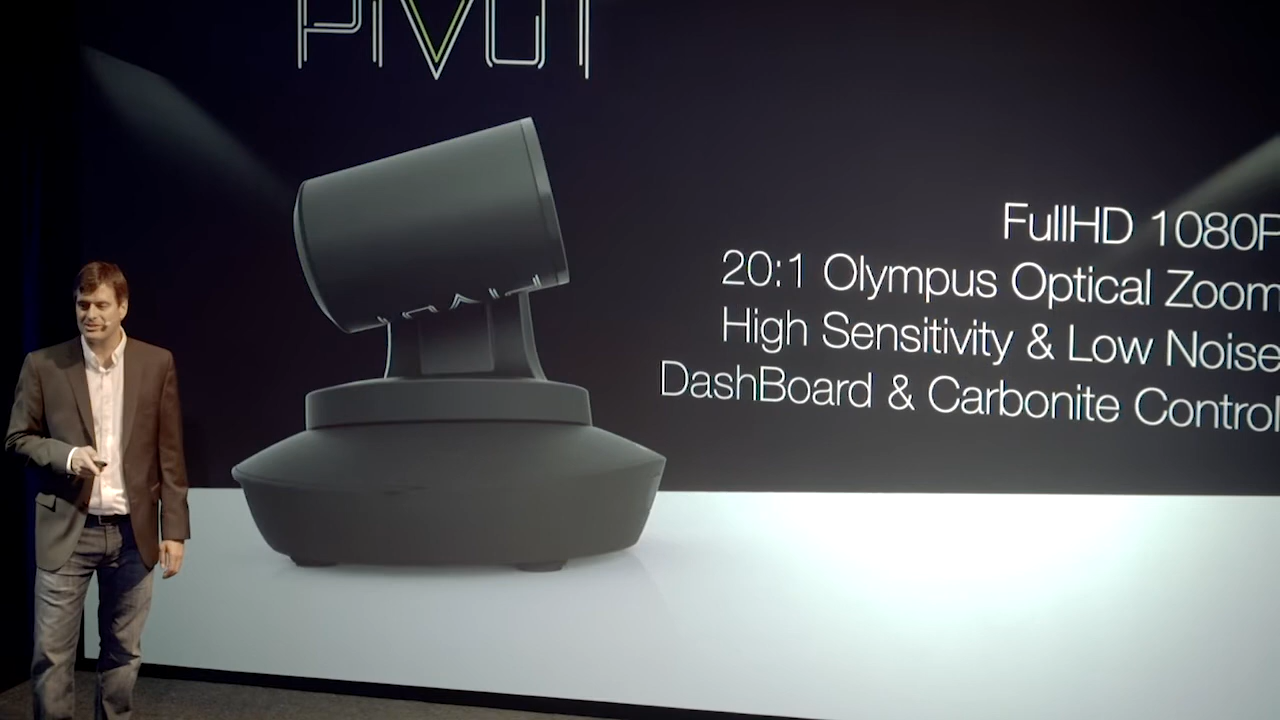 PIVOT
FullHD 1080P
20:1 Olympus Optical Zoom
High Sensitivity & Low Noise
DashBoard & Carbonite Control